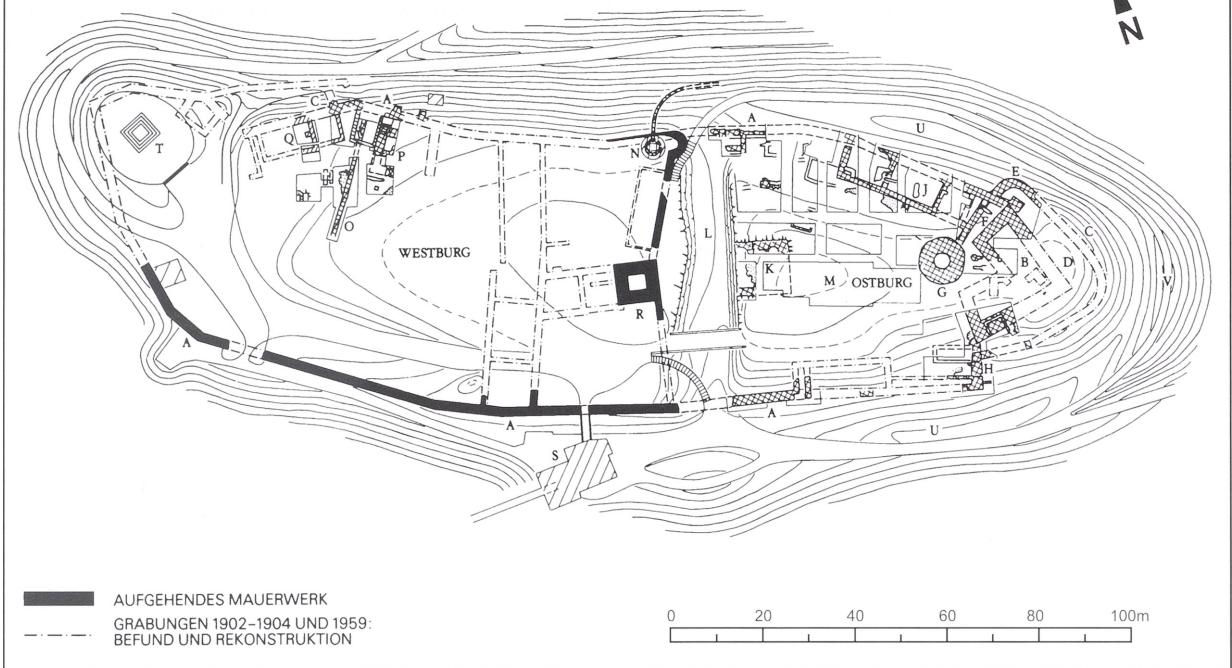 N
U
A
C
A
E
T
Q
P
N
J
F
C
O
L
WESTBURG
B
D
K
M
OSTBURG
G
V
R
A
H
A
A
U
S
AUFGEHENDES MAUERWERK
GRABUNGEN 1902–1904 UND 1959:
BEFUND UND REKONSTRUKTION
0 20 40 60 80 100m